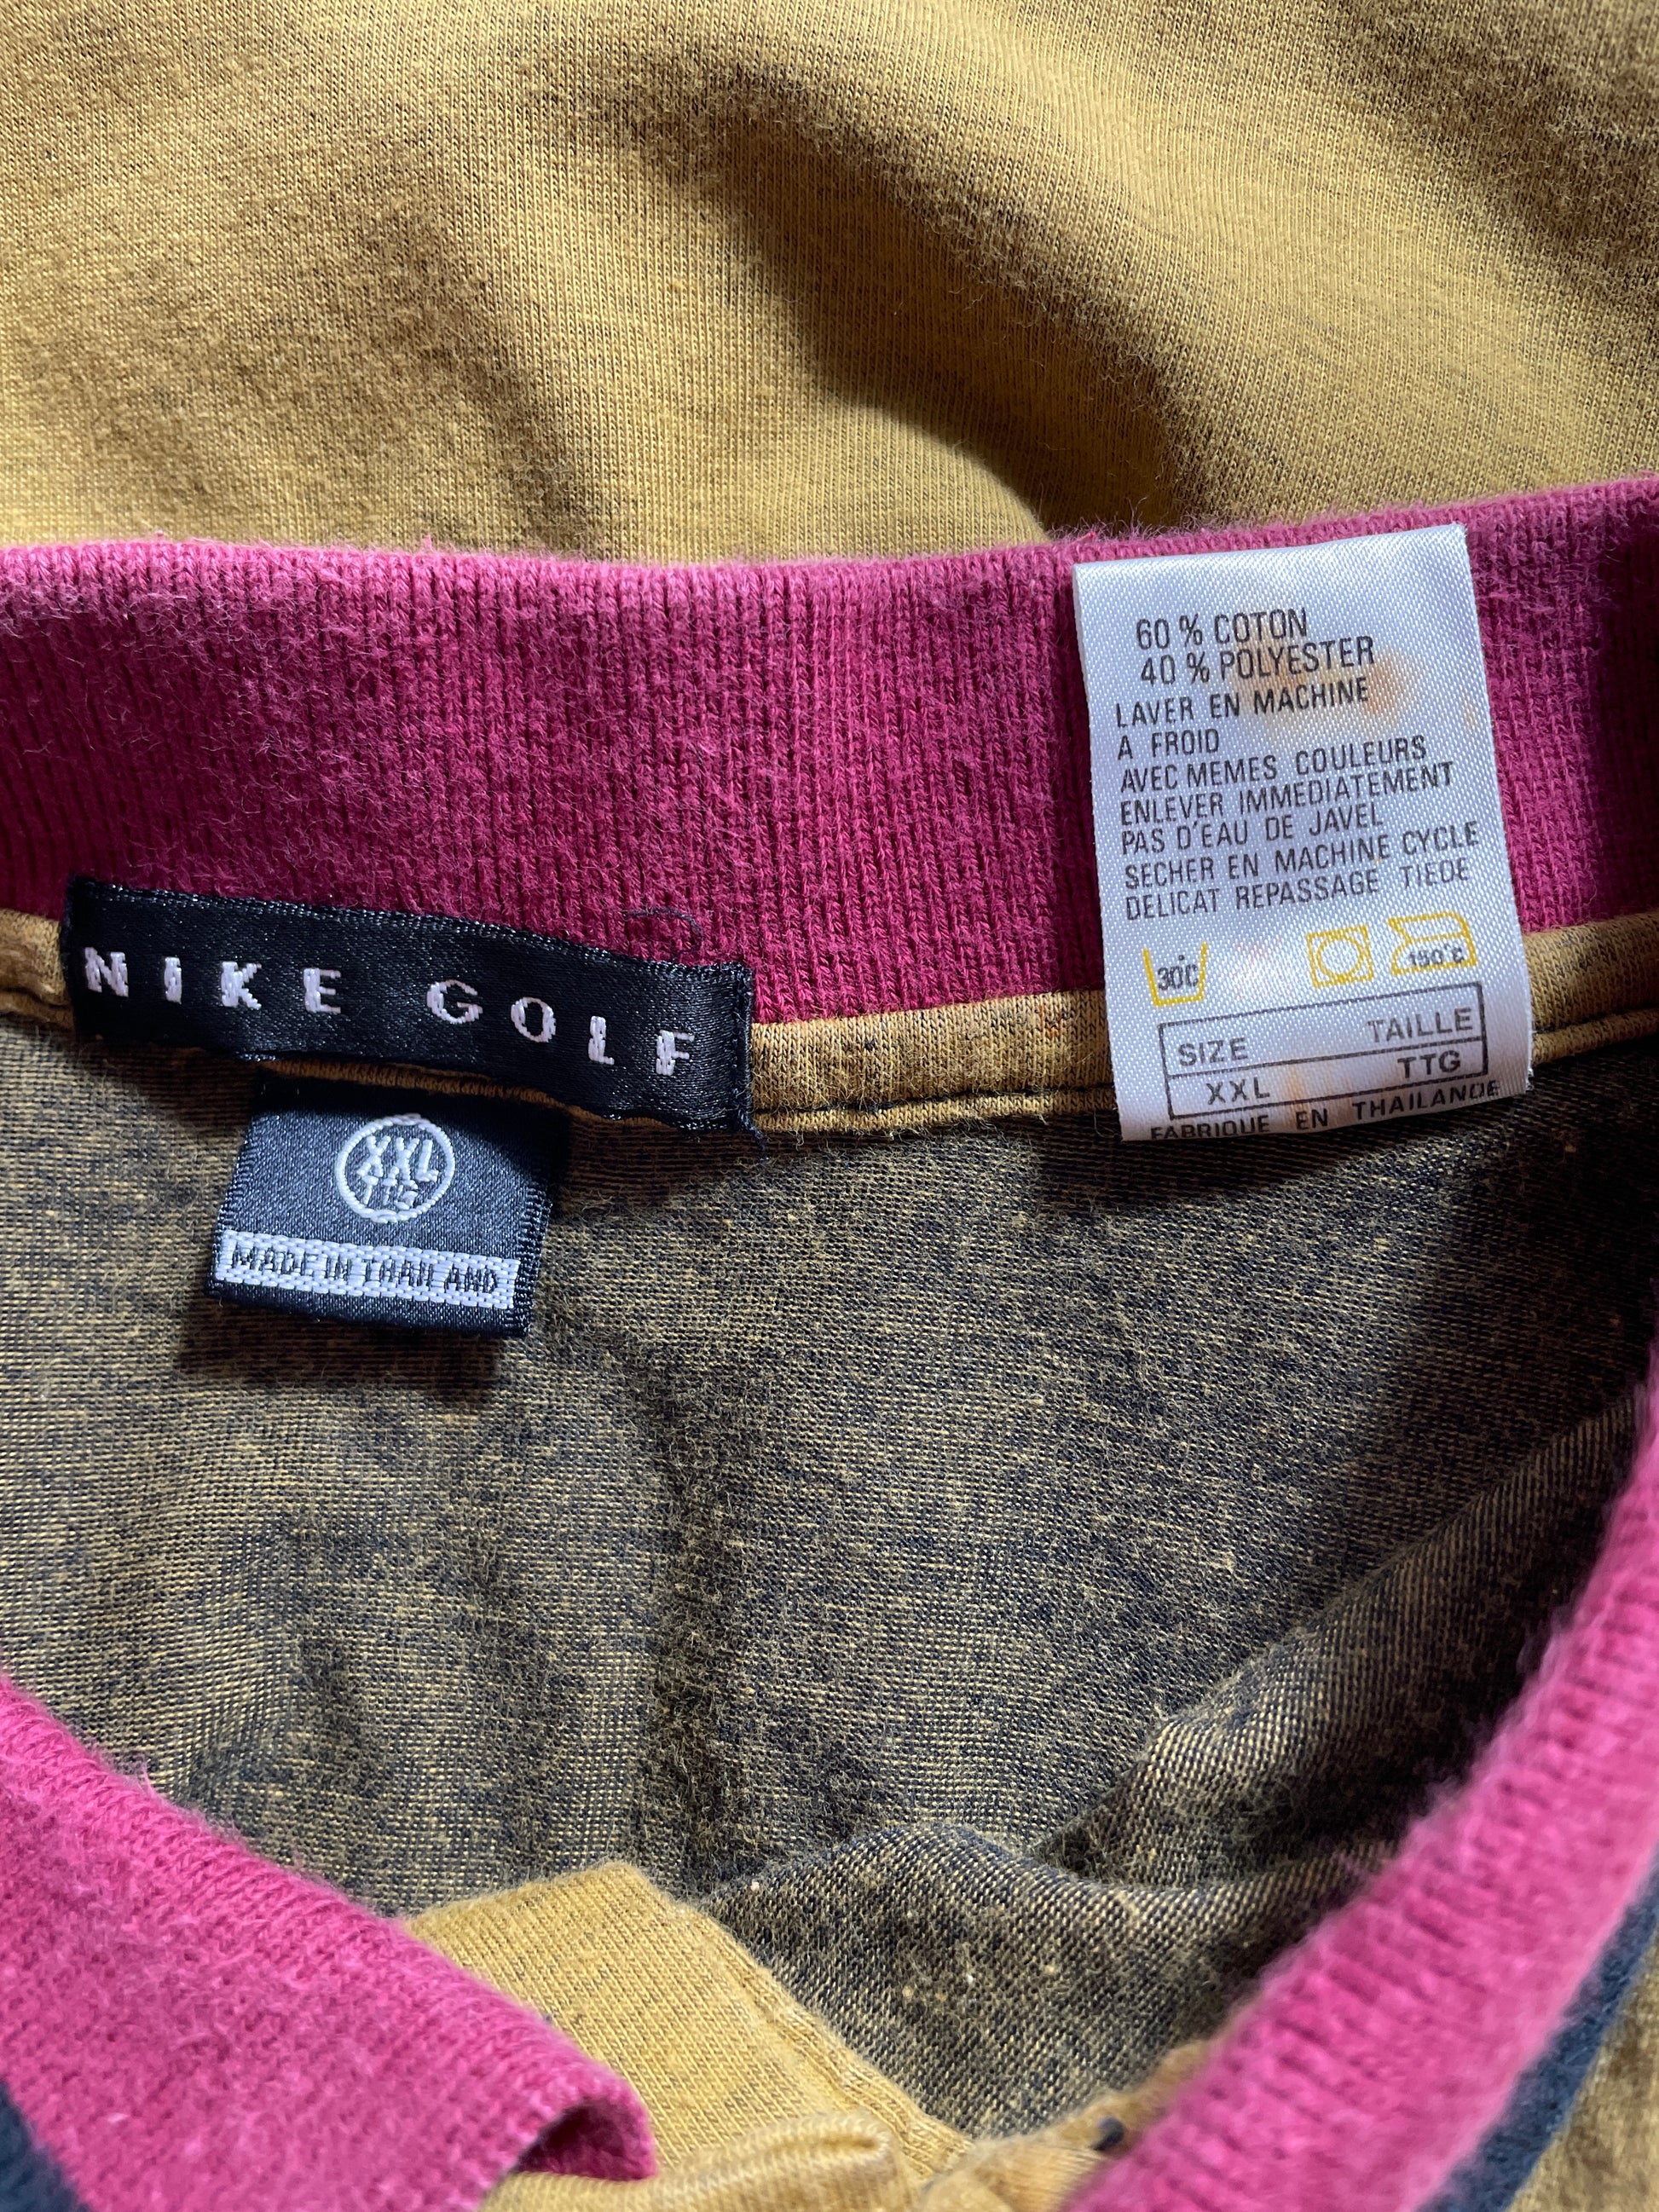 60 % COTON
40 % POLYESTER
LAVER EN MACHINE
A FROID
AVEC MEMES COULEURS
ENLEVER IMMEDIATEMENT
PAS D'EAU DE JAVEL
SECHER EN MACHINE CYCLE
DELICAT REPASSAGE TIEDE
30°C 150°C
SIZE TAILLE
XXL TTG
FABRIQUE EN THAILANDE
NIKE GOLF
XXL
MADE IN THAILAND